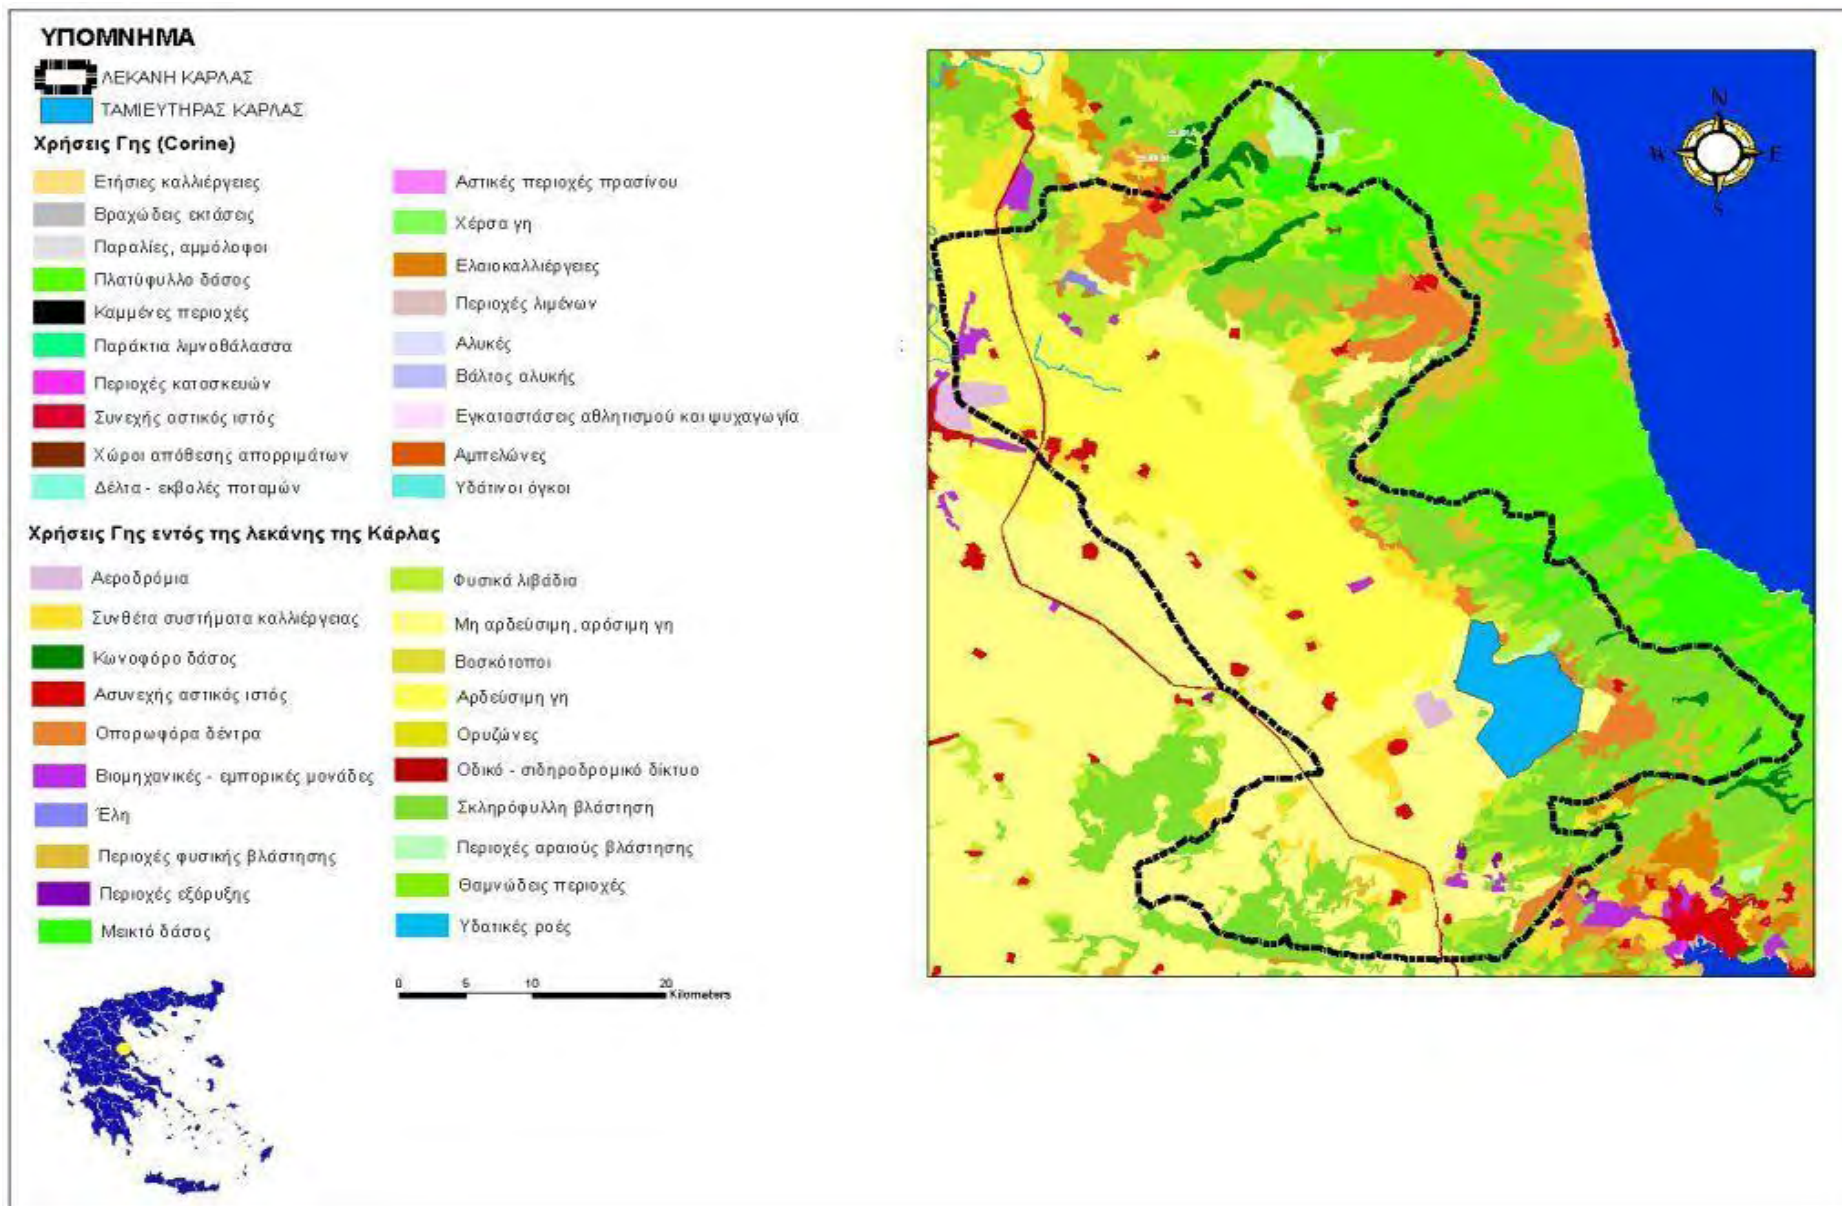 ΥΠΟΜΝΗΜΑ
ΛΕΚΑΝΗ ΚΑΡΛΑΣ
ΤΑΜΙΕΥΤΗΡΑΣ ΚΑΡΛΑΣ
Χρήσεις Γης (Corine)
Ετήσιες καλλιέργειες
Βραχώδεις εκτάσεις
Παραλίες, αμμόλοφοι
Πλατύφυλλο δάσος
Καμμένες περιοχές
Παράκτια λιμνοθάλασσα
Περιοχές κατασκευών
Συνεχής αστικός ιστός
Χώροι απόθεσης απορριμάτων
Δέλτα - εκβολές ποταμών
Αστικές περιοχές πρασίνου
Χέρσα γη
Ελαιοκαλλιέργειες
Περιοχές λιμένων
Αλυκές
Βάλτος αλυκής
Εγκαταστάσεις αθλητισμού και ψυχαγωγία
Αμπελώνες
Υδάτινοι όγκοι
Χρήσεις Γης εντός της λεκάνης της Κάρλας
Αεροδρόμια
Συνθέτα συστήματα καλλιέργειας
Κωνοφόρο δάσος
Ασυνεχής αστικός ιστός
Οπορωφόρα δέντρα
Βιομηχανικές - εμπορικές μονάδες
Έλη
Περιοχές φυσικής βλάστησης
Περιοχές εξόρυξης
Μεικτό δάσος
Φυσικά λιβάδια
Μη αρδεύσιμη, αρόσιμη γη
Βοσκότοποι
Αρδεύσιμη γη
Ορυζώνες
Οδικό - σιδηροδρομικό δίκτυο
Σκληρόφυλλη βλάστηση
Περιοχές αραιούς βλάστησης
Θαμνώδεις περιοχές
Υδατικές ροές
0 5 10 20
Kilometers
N
W E
S